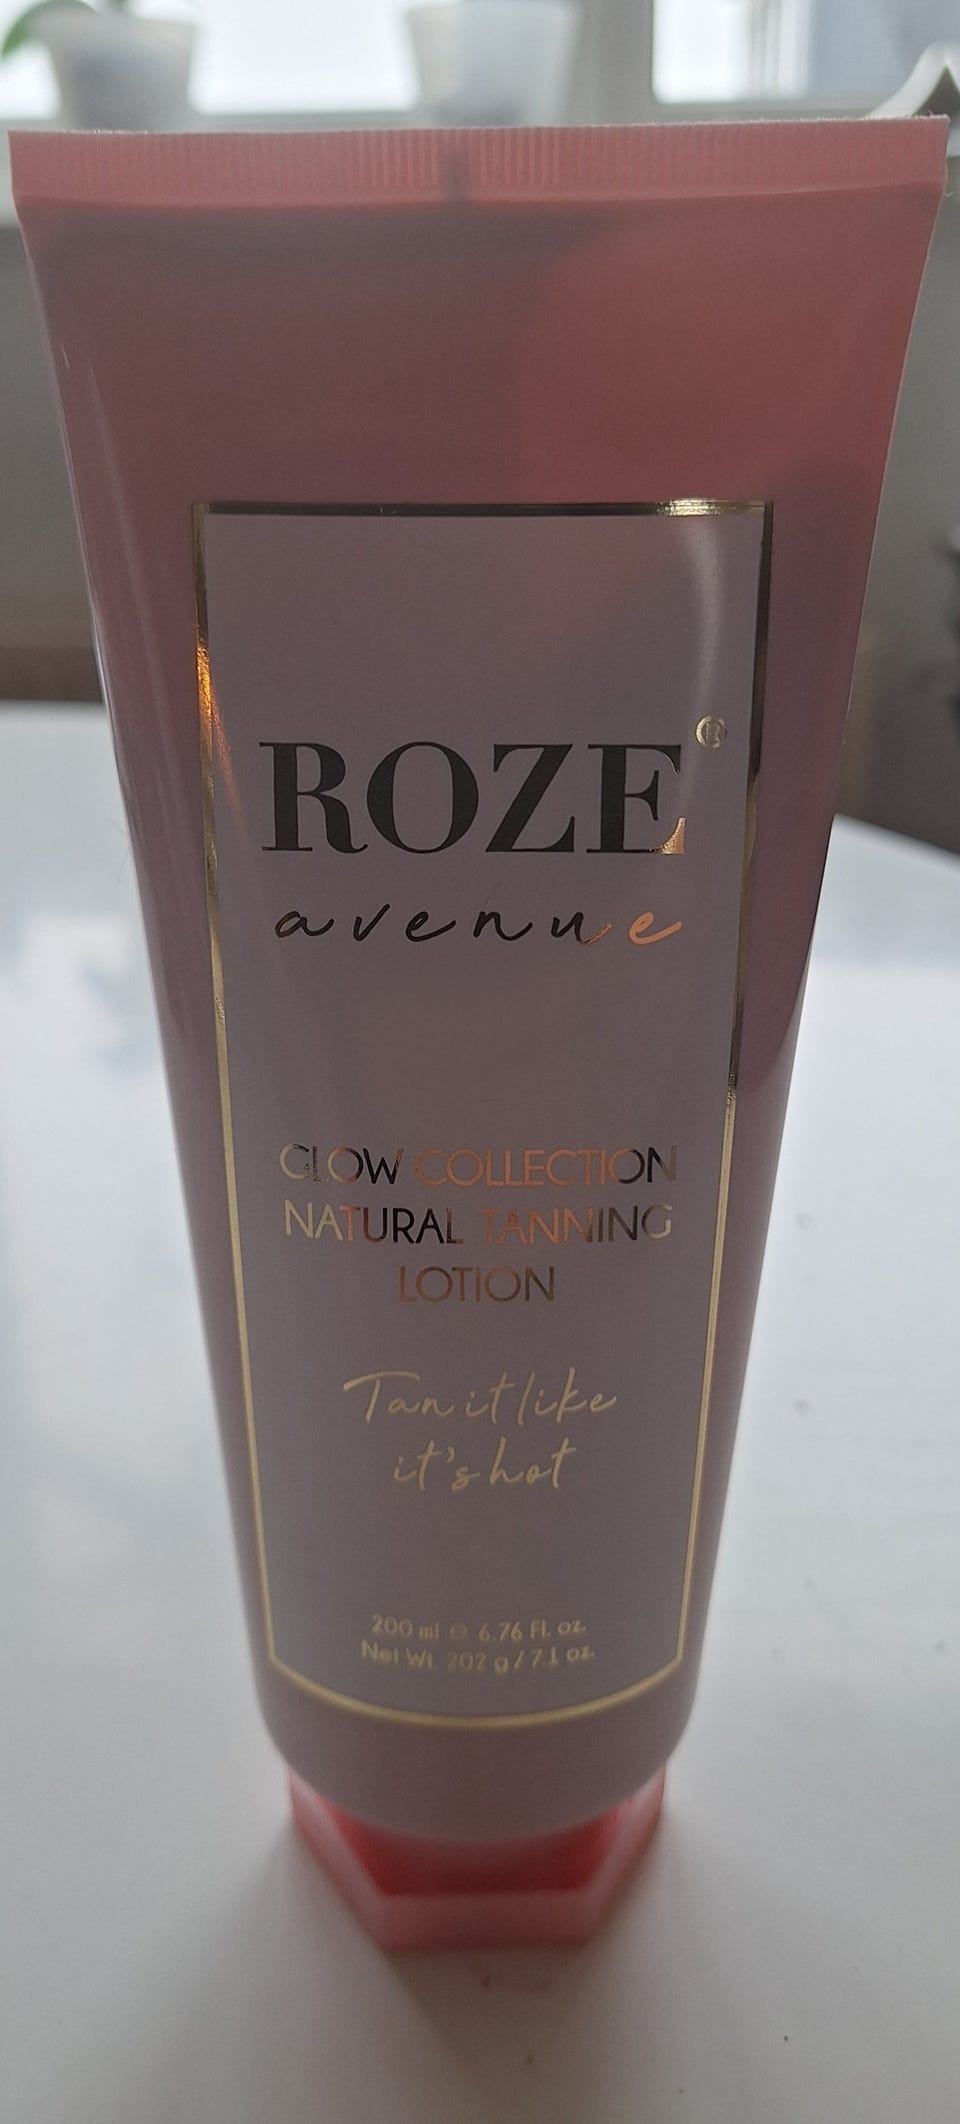 ROZE®
avenue
GLOW COLLECTION
NATURAL TANNING
LOTION
Tan it like
it's hot
200 ml ℮ 6.76 Fl. oz.
Net Wt. 202 g / 7.1 oz.